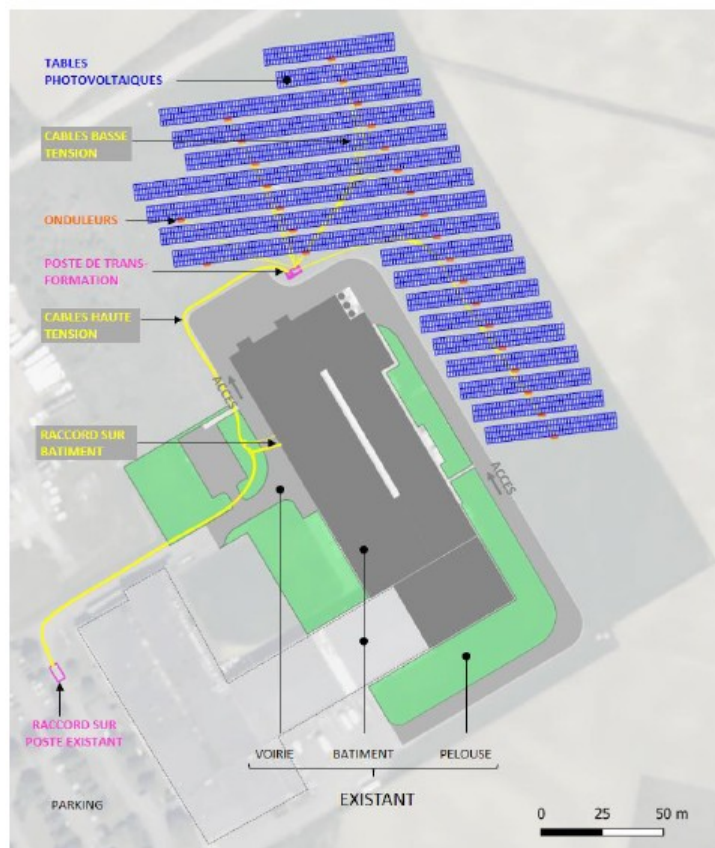 TABLES
PHOTOVOLTAIQUES
CABLES BASSE
TENSION
ONDULEURS
POSTE DE TRANS-
FORMATION
CABLES HAUTE
TENSION
ACCES
RACCORD SUR
BATIMENT
ACCES
RACCORD SUR
POSTE EXISTANT
VOIRIE BATIMENT PELOUSE
EXISTANT
PARKING
0 25 50 m